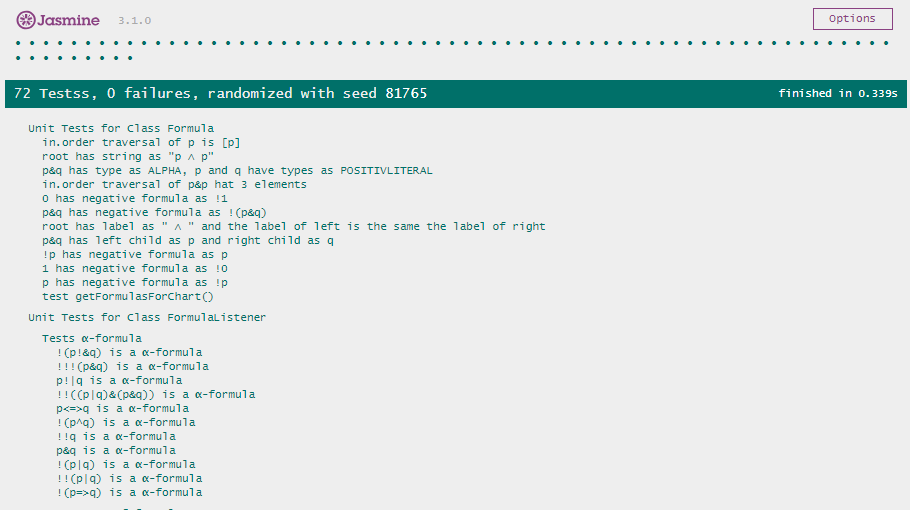 Jasmine 3.1.0 Options
72 Testss, 0 failures, randomized with seed 81765 finished in 0.339s
Unit Tests for Class Formula
in.order traversal of p is [p]
root has string as "p ∧ p"
p&q has type as ALPHA, p and q have types as POSITIVLITERAL
in.order traversal of p&p hat 3 elements
0 has negative formula as !1
p&q has negative formula as !(p&q)
root has label as " ∧ " and the label of left is the same the label of right
p&q has left child as p and right child as q
!p has negative formula as p
1 has negative formula as !0
p has negative formula as !p
test getFormulasForChart()
Unit Tests for Class FormulaListener
Tests α-formula
!(p!&q) is a α-formula
!!!(p&q) is a α-formula
p!|q is a α-formula
!!((p|q)&(p&q)) is a α-formula
p<=>q is a α-formula
!(p^q) is a α-formula
!!q is a α-formula
p&q is a α-formula
!(p|q) is a α-formula
!!(p|q) is a α-formula
!(p=>q) is a α-formula